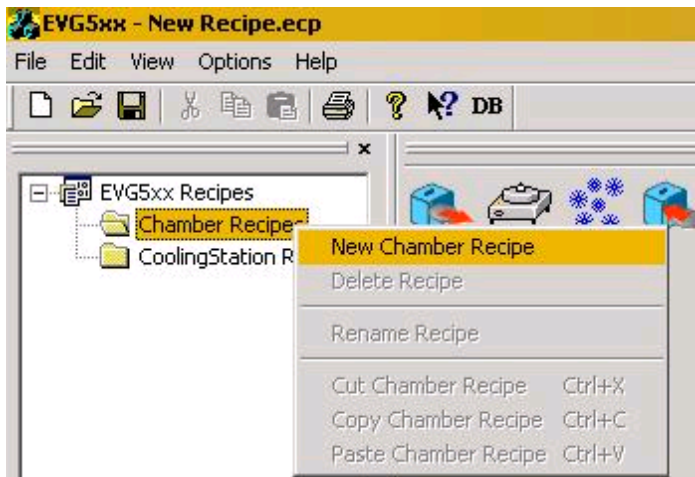 EVG5xx - New Recipe.ecp
File Edit View Options Help
DB
EVG5xx Recipes
Chamber Recipes
CoolingStation R
New Chamber Recipe
Delete Recipe
Rename Recipe
Cut Chamber Recipe Ctrl+X
Copy Chamber Recipe Ctrl+C
Paste Chamber Recipe Ctrl+V